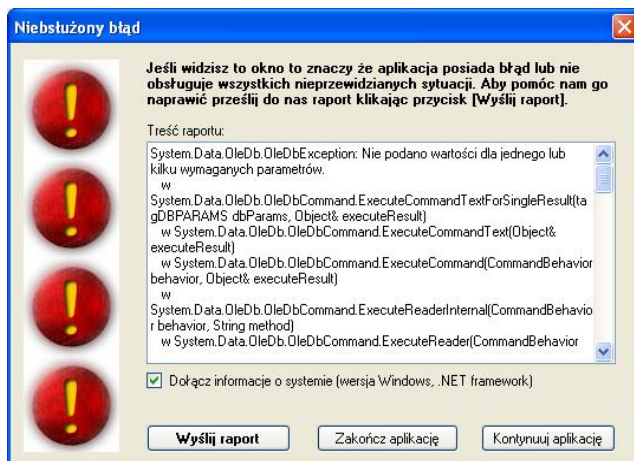 Niebsłużony błąd
Jeśli widzisz to okno to znaczy że aplikacja posiada błąd lub nie
obsługuje wszystkich nieprzewidzianych sytuacji. Aby pomóc nam go
naprawić prześlij do nas raport klikając przycisk [Wyślij raport].
Treść raportu:
System.Data.OleDb.OleDbException: Nie podano wartości dla jednego lub
kilku wymaganych parametrów.
w
System.Data.OleDb.OleDbCommand.ExecuteCommandTextForSingleResult(ta
gDBPARAMS dbParams, Object& executeResult)
w System.Data.OleDb.OleDbCommand.ExecuteCommandText(Object&
executeResult)
w System.Data.OleDb.OleDbCommand.ExecuteCommand(CommandBehavior
behavior, Object& executeResult)
w
System.Data.OleDb.OleDbCommand.ExecuteReaderInternal(CommandBehavio
r behavior, String method)
w System.Data.OleDb.OleDbCommand.ExecuteReader(CommandBehavior
Dołącz informacje o systemie (wersja Windows, .NET framework)
Wyślij raport
Zakończ aplikację
Kontynuuj aplikację